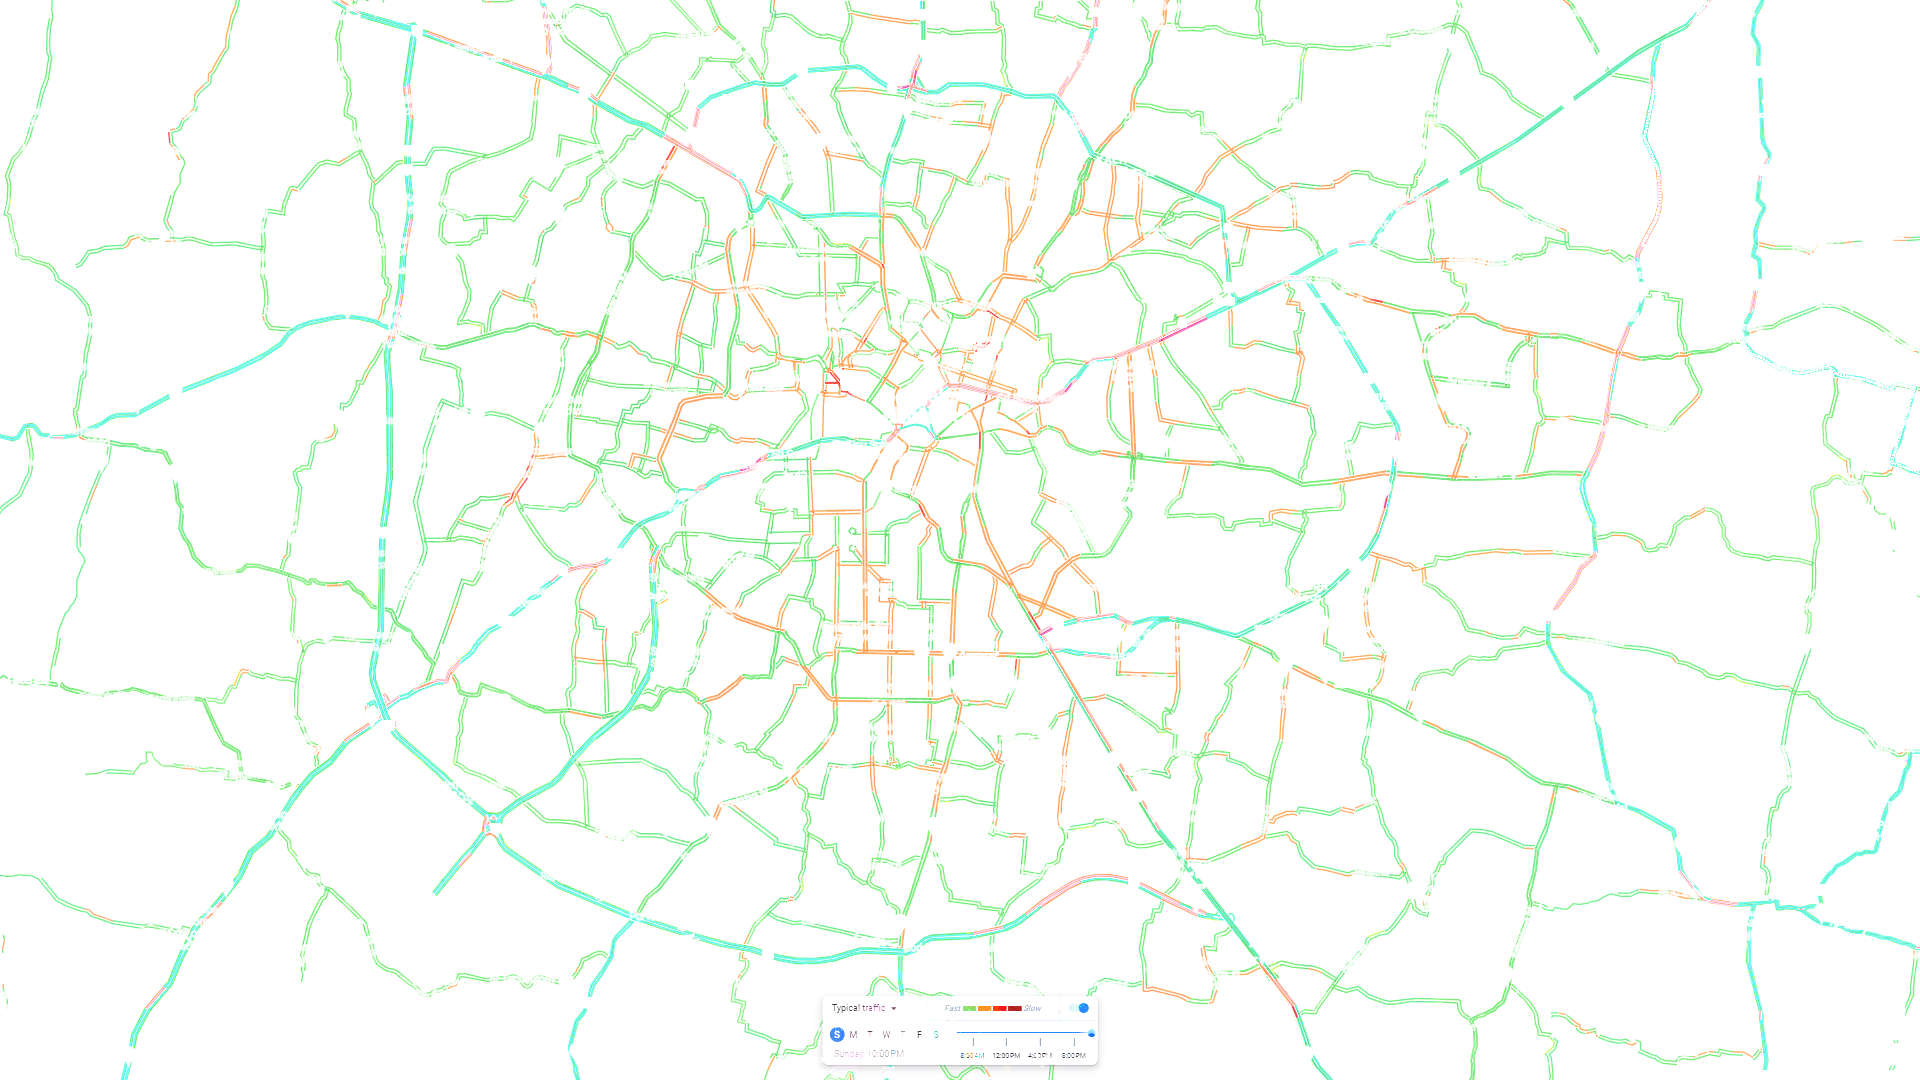 Typical traffic
Fast Slow
S M T W T F S
Sunday, 10:00 PM
8:00 AM 12:00 PM 4:00 PM 8:00 PM